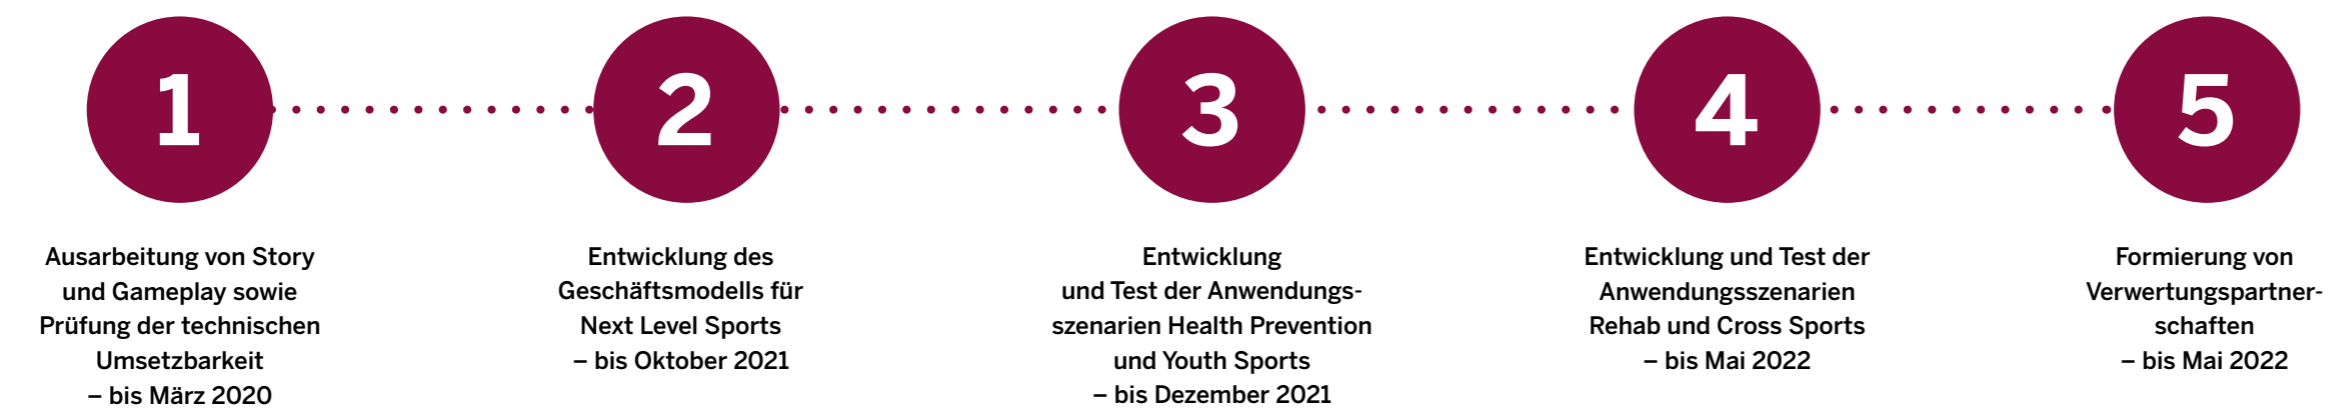 1
Ausarbeitung von Story
und Gameplay sowie
Prüfung der technischen
Umsetzbarkeit
– bis März 2020
2
Entwicklung des
Geschäftsmodells für
Next Level Sports
– bis Oktober 2021
3
Entwicklung
und Test der Anwendungs-
szenarien Health Prevention
und Youth Sports
– bis Dezember 2021
4
Entwicklung und Test der
Anwendungsszenarien
Rehab und Cross Sports
– bis Mai 2022
5
Formierung von
Verwertungspartner-
schaften
– bis Mai 2022